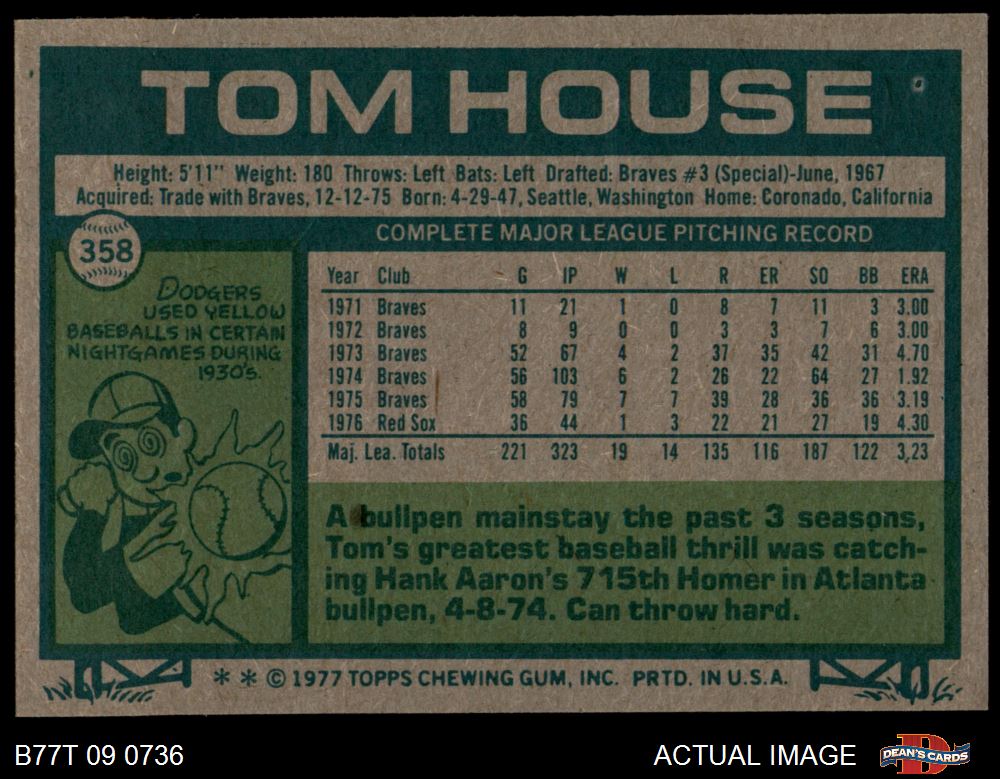 TOM HOUSE
Height: 5'11" Weight: 180 Throws: Left Bats: Left Drafted: Braves #3 (Special)-June, 1967
Acquired: Trade with Braves, 12-12-75 Born: 4-29-47, Seattle, Washington Home: Coronado, California
358
DODGERS
USED YELLOW
BASEBALLS IN CERTAIN
NIGHT GAMES DURING
1930's.
COMPLETE MAJOR LEAGUE PITCHING RECORD
Year Club G IP W L R ER SO BB ERA
1971 Braves 11 21 1 0 8 7 11 3 3.00
1972 Braves 8 9 0 0 3 3 7 6 3.00
1973 Braves 52 67 4 2 37 35 42 31 4.70
1974 Braves 56 103 6 2 26 22 64 27 1.92
1975 Braves 58 79 7 7 39 28 36 36 3.19
1976 Red Sox 36 44 1 3 22 21 27 19 4.30
Maj. Lea. Totals 221 323 19 14 135 116 187 122 3.23
A bullpen mainstay the past 3 seasons,
Tom's greatest baseball thrill was catch-
ing Hank Aaron's 715th Homer in Atlanta
bullpen, 4-8-74. Can throw hard.
* * © 1977 TOPPS CHEWING GUM, INC. PRTD. IN U.S.A.
B77T 09 0736
ACTUAL IMAGE
D
DEAN'S CARDS